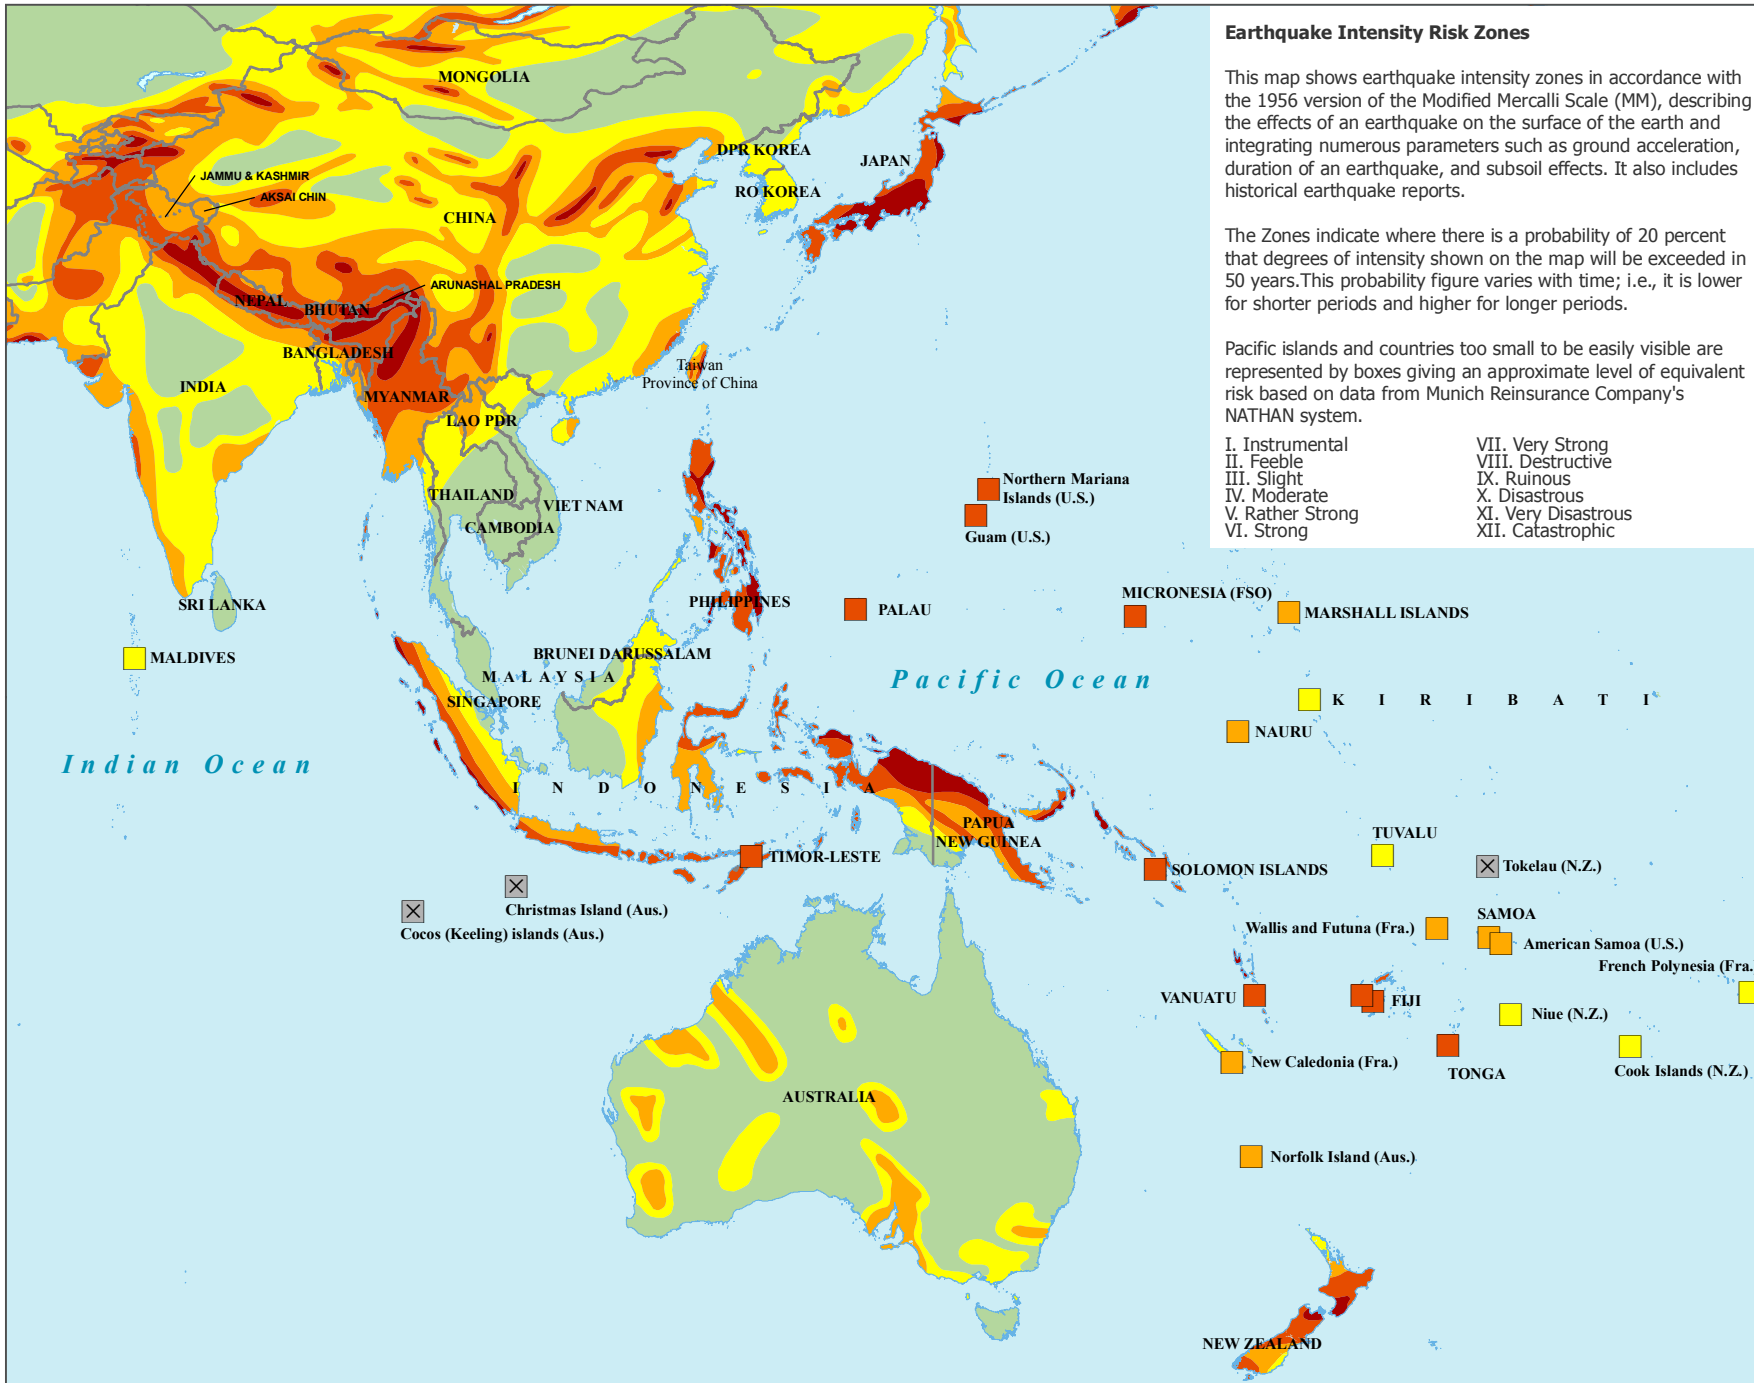 Earthquake Intensity Risk Zones
This map shows earthquake intensity zones in accordance with
the 1956 version of the Modified Mercalli Scale (MM), describing
the effects of an earthquake on the surface of the earth and
integrating numerous parameters such as ground acceleration,
duration of an earthquake, and subsoil effects. It also includes
historical earthquake reports.
The Zones indicate where there is a probability of 20 percent
that degrees of intensity shown on the map will be exceeded in
50 years.This probability figure varies with time; i.e., it is lower
for shorter periods and higher for longer periods.
Pacific islands and countries too small to be easily visible are
represented by boxes giving an approximate level of equivalent
risk based on data from Munich Reinsurance Company's
NATHAN system.
I. Instrumental
II. Feeble
III. Slight
IV. Moderate
V. Rather Strong
VI. Strong
VII. Very Strong
VIII. Destructive
IX. Ruinous
X. Disastrous
XI. Very Disastrous
XII. Catastrophic
MONGOLIA
DPR KOREA
JAPAN
JAMMU & KASHMIR
RO KOREA
AKSAI CHIN
CHINA
ARUNASHAL PRADESH
NEPAL
BHUTAN
BANGLADESH
Taiwan
Province of China
INDIA
MYANMAR
LAO PDR
THAILAND
VIET NAM
CAMBODIA
Northern Mariana
Islands (U.S.)
Guam (U.S.)
SRI LANKA
PHILIPPINES
PALAU
MICRONESIA (FSO)
MARSHALL ISLANDS
MALDIVES
BRUNEI DARUSSALAM
MALAYSIA
SINGAPORE
Pacific Ocean
KIRIBATI
NAURU
Indian Ocean
INDONESIA
PAPUA
NEW GUINEA
TUVALU
TIMOR-LESTE
SOLOMON ISLANDS
Tokelau (N.Z.)
Christmas Island (Aus.)
Cocos (Keeling) islands (Aus.)
SAMOA
Wallis and Futuna (Fra.)
American Samoa (U.S.)
French Polynesia (Fra.
VANUATU
FIJI
Niue (N.Z.)
New Caledonia (Fra.)
TONGA
Cook Islands (N.Z.)
AUSTRALIA
Norfolk Island (Aus.)
NEW ZEALAND